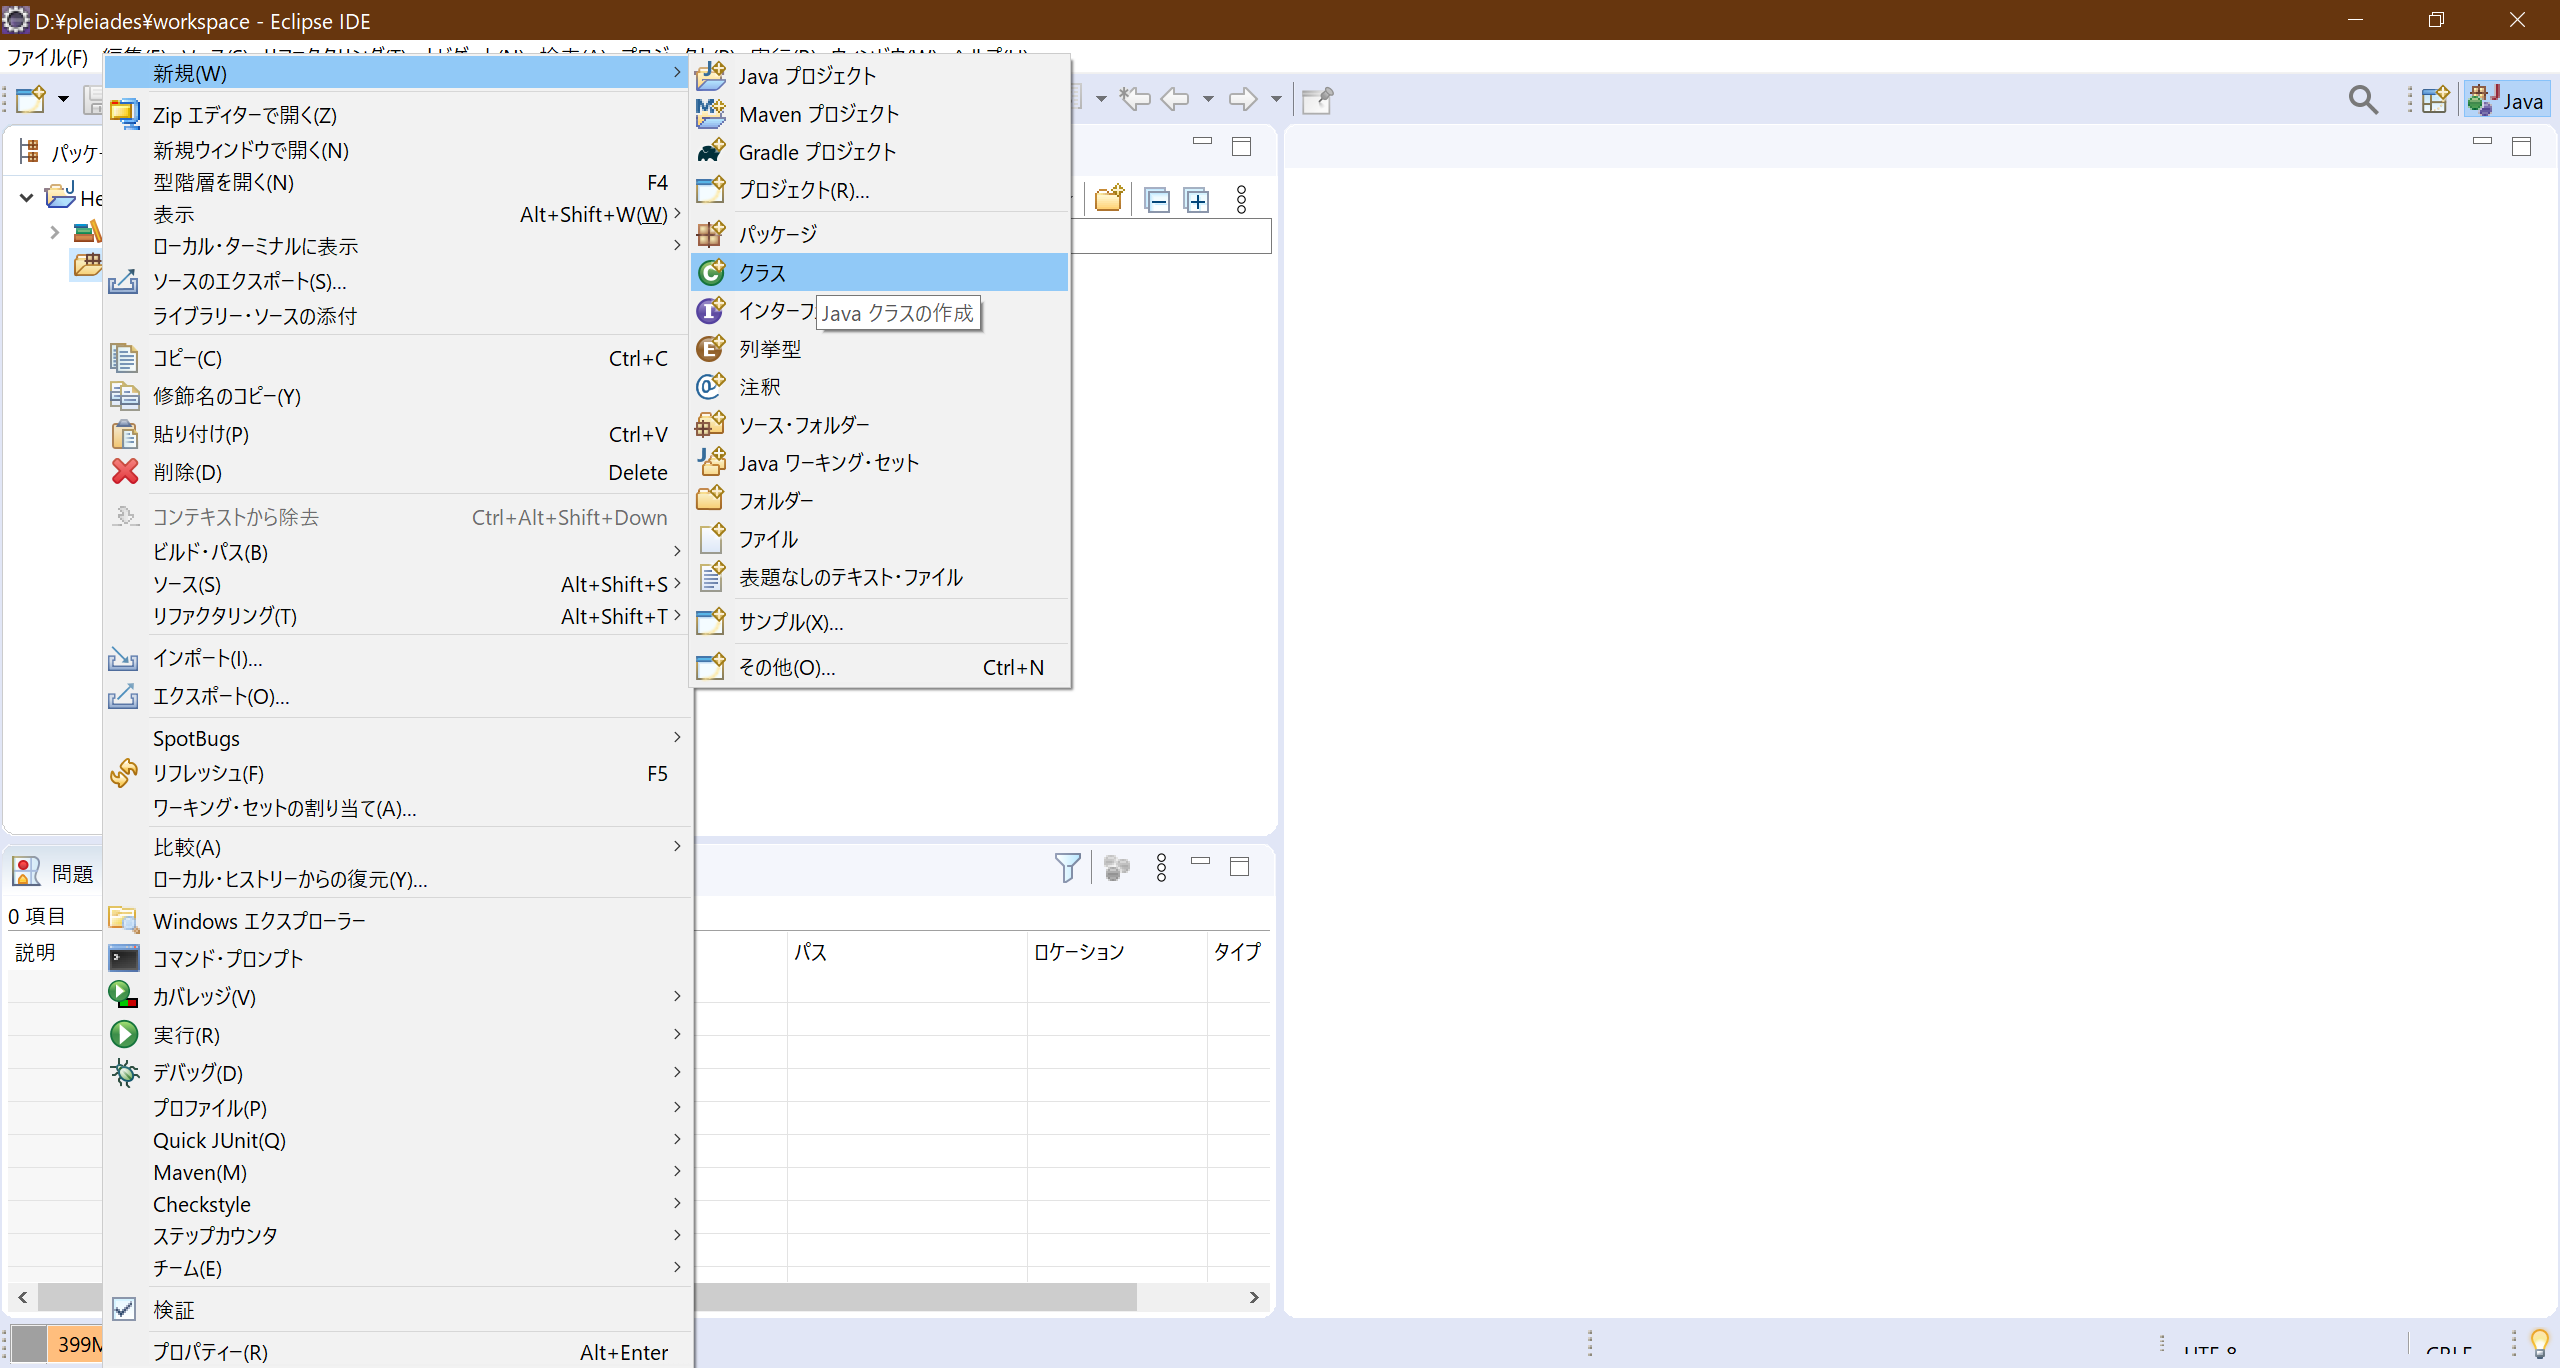 D:¥pleiades¥workspace - Eclipse IDE
ファイル(F)
Java
パッケ
He
新規(W)
Zip エディターで開く(Z)
新規ウィンドウで開く(N)
型階層を開く(N) F4
表示 Alt+Shift+W(W)
ローカル・ターミナルに表示
ソースのエクスポート(S)...
ライブラリー・ソースの添付
コピー(C) Ctrl+C
修飾名のコピー(Y)
貼り付け(P) Ctrl+V
削除(D) Delete
コンテキストから除去 Ctrl+Alt+Shift+Down
ビルド・パス(B)
ソース(S) Alt+Shift+S
リファクタリング(T) Alt+Shift+T
インポート(I)...
エクスポート(O)...
SpotBugs
リフレッシュ(F) F5
ワーキング・セットの割り当て(A)...
比較(A)
ローカル・ヒストリーからの復元(Y)...
Windows エクスプローラー
コマンド・プロンプト
カバレッジ(V)
実行(R)
デバッグ(D)
プロファイル(P)
Quick JUnit(Q)
Maven(M)
Checkstyle
ステップカウンタ
チーム(E)
検証
プロパティー(R) Alt+Enter
Java プロジェクト
Maven プロジェクト
Gradle プロジェクト
プロジェクト(R)...
パッケージ
クラス
インターフ
Java クラスの作成
列挙型
注釈
ソース・フォルダー
Java ワーキング・セット
フォルダー
ファイル
表題なしのテキスト・ファイル
サンプル(X)...
その他(O)... Ctrl+N
問題
0 項目
説明 パス ロケーション タイプ
399M